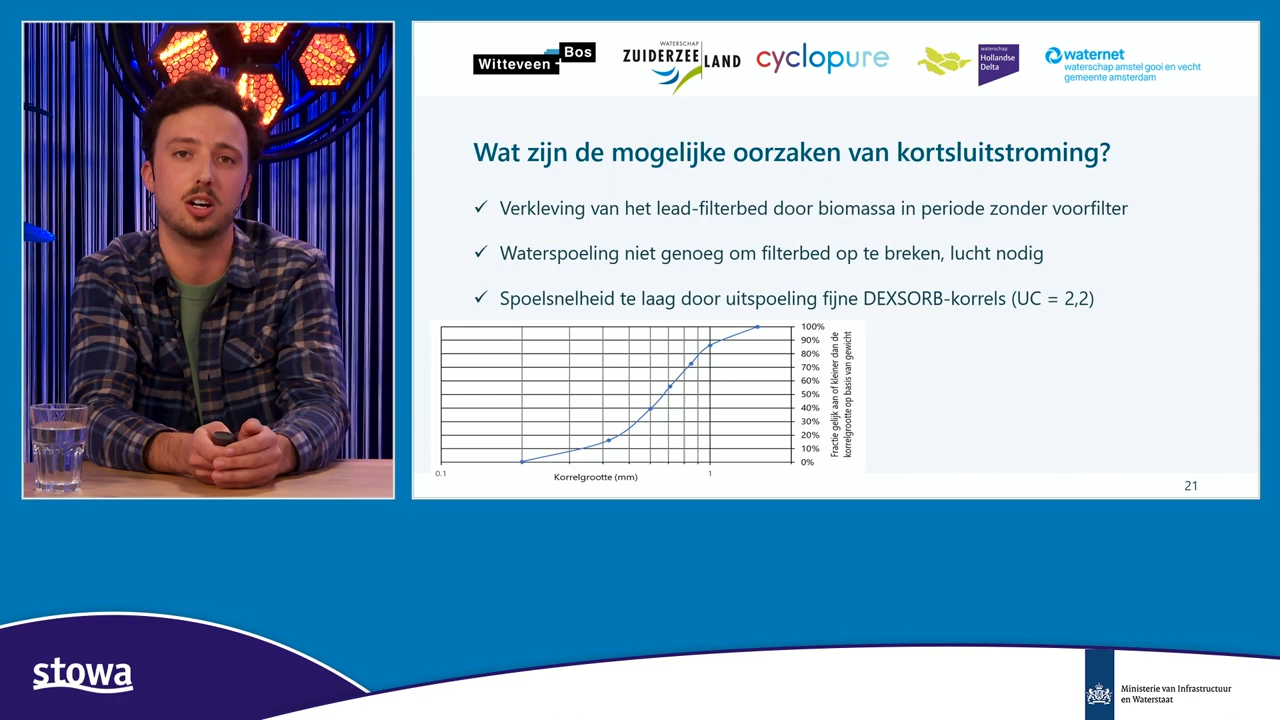 Witteveen
Bos
WATERSCHAP
ZUIDERZEE
LAND
cyclopure
waterschap
Hollandse
Delta
waternet
waterschap amstel gooi en vecht
gemeente amsterdam
Wat zijn de mogelijke oorzaken van kortsluitstroming?
✓ Verkleving van het lead-filterbed door biomassa in periode zonder voorfilter
✓ Waterspoeling niet genoeg om filterbed op te breken, lucht nodig
✓ Spoelsnelheid te laag door uitspoeling fijne DEXSORB-korrels (UC = 2,2)
100%
90%
80%
70%
60%
50%
40%
30%
20%
10%
0%
Fractie gelijk aan of kleiner dan de
korrelgrootte op basis van gewicht
0.1
1
Korrelgrootte (mm)
21
stowa
Ministerie van Infrastructuur
en Waterstaat